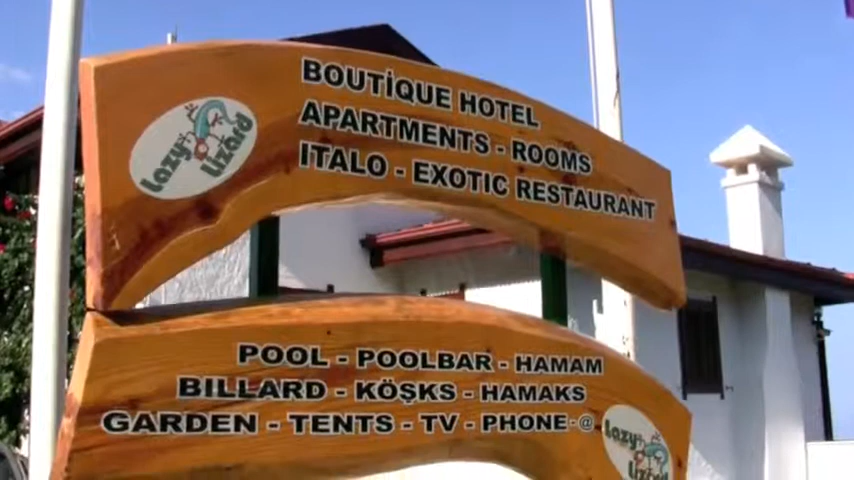 BOUTİQUE HOTEL
APARTMENTS - ROOMS
ITALO - EXOTIC RESTAURANT
Lazy Lizard
POOL - POOLBAR - HAMAM
BILLARD - KÖŞKS - HAMAKS
GARDEN - TENTS - TV - PHONE -@
Lazy Lizard